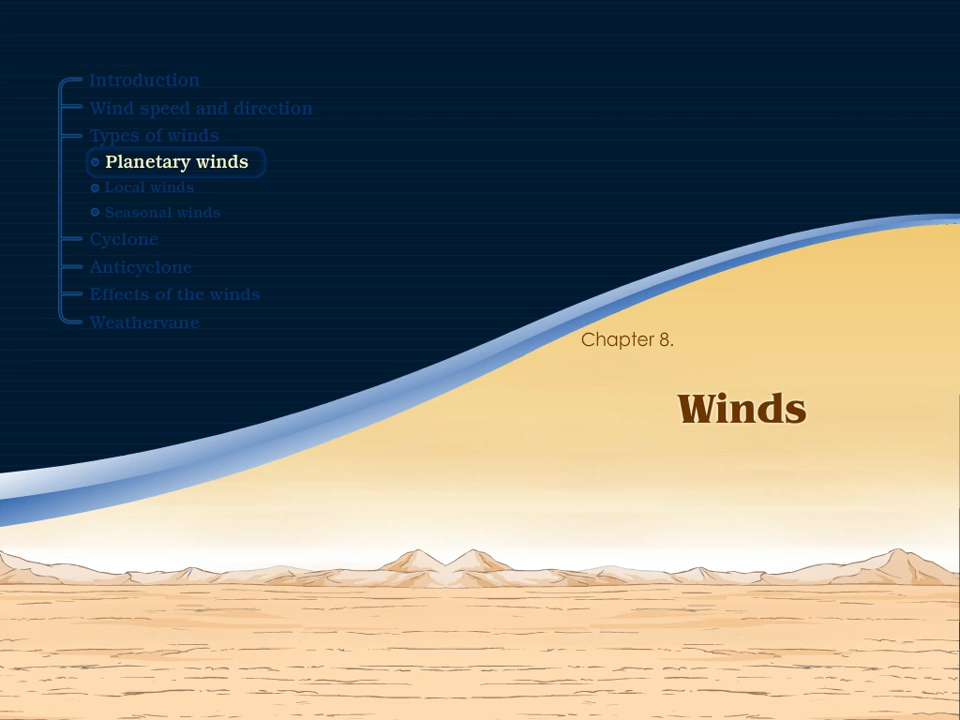 Introduction
Wind speed and direction
Types of winds
Planetary winds
Local winds
Seasonal winds
Cyclone
Anticyclone
Effects of the winds
Weathervane
Chapter 8.
Winds